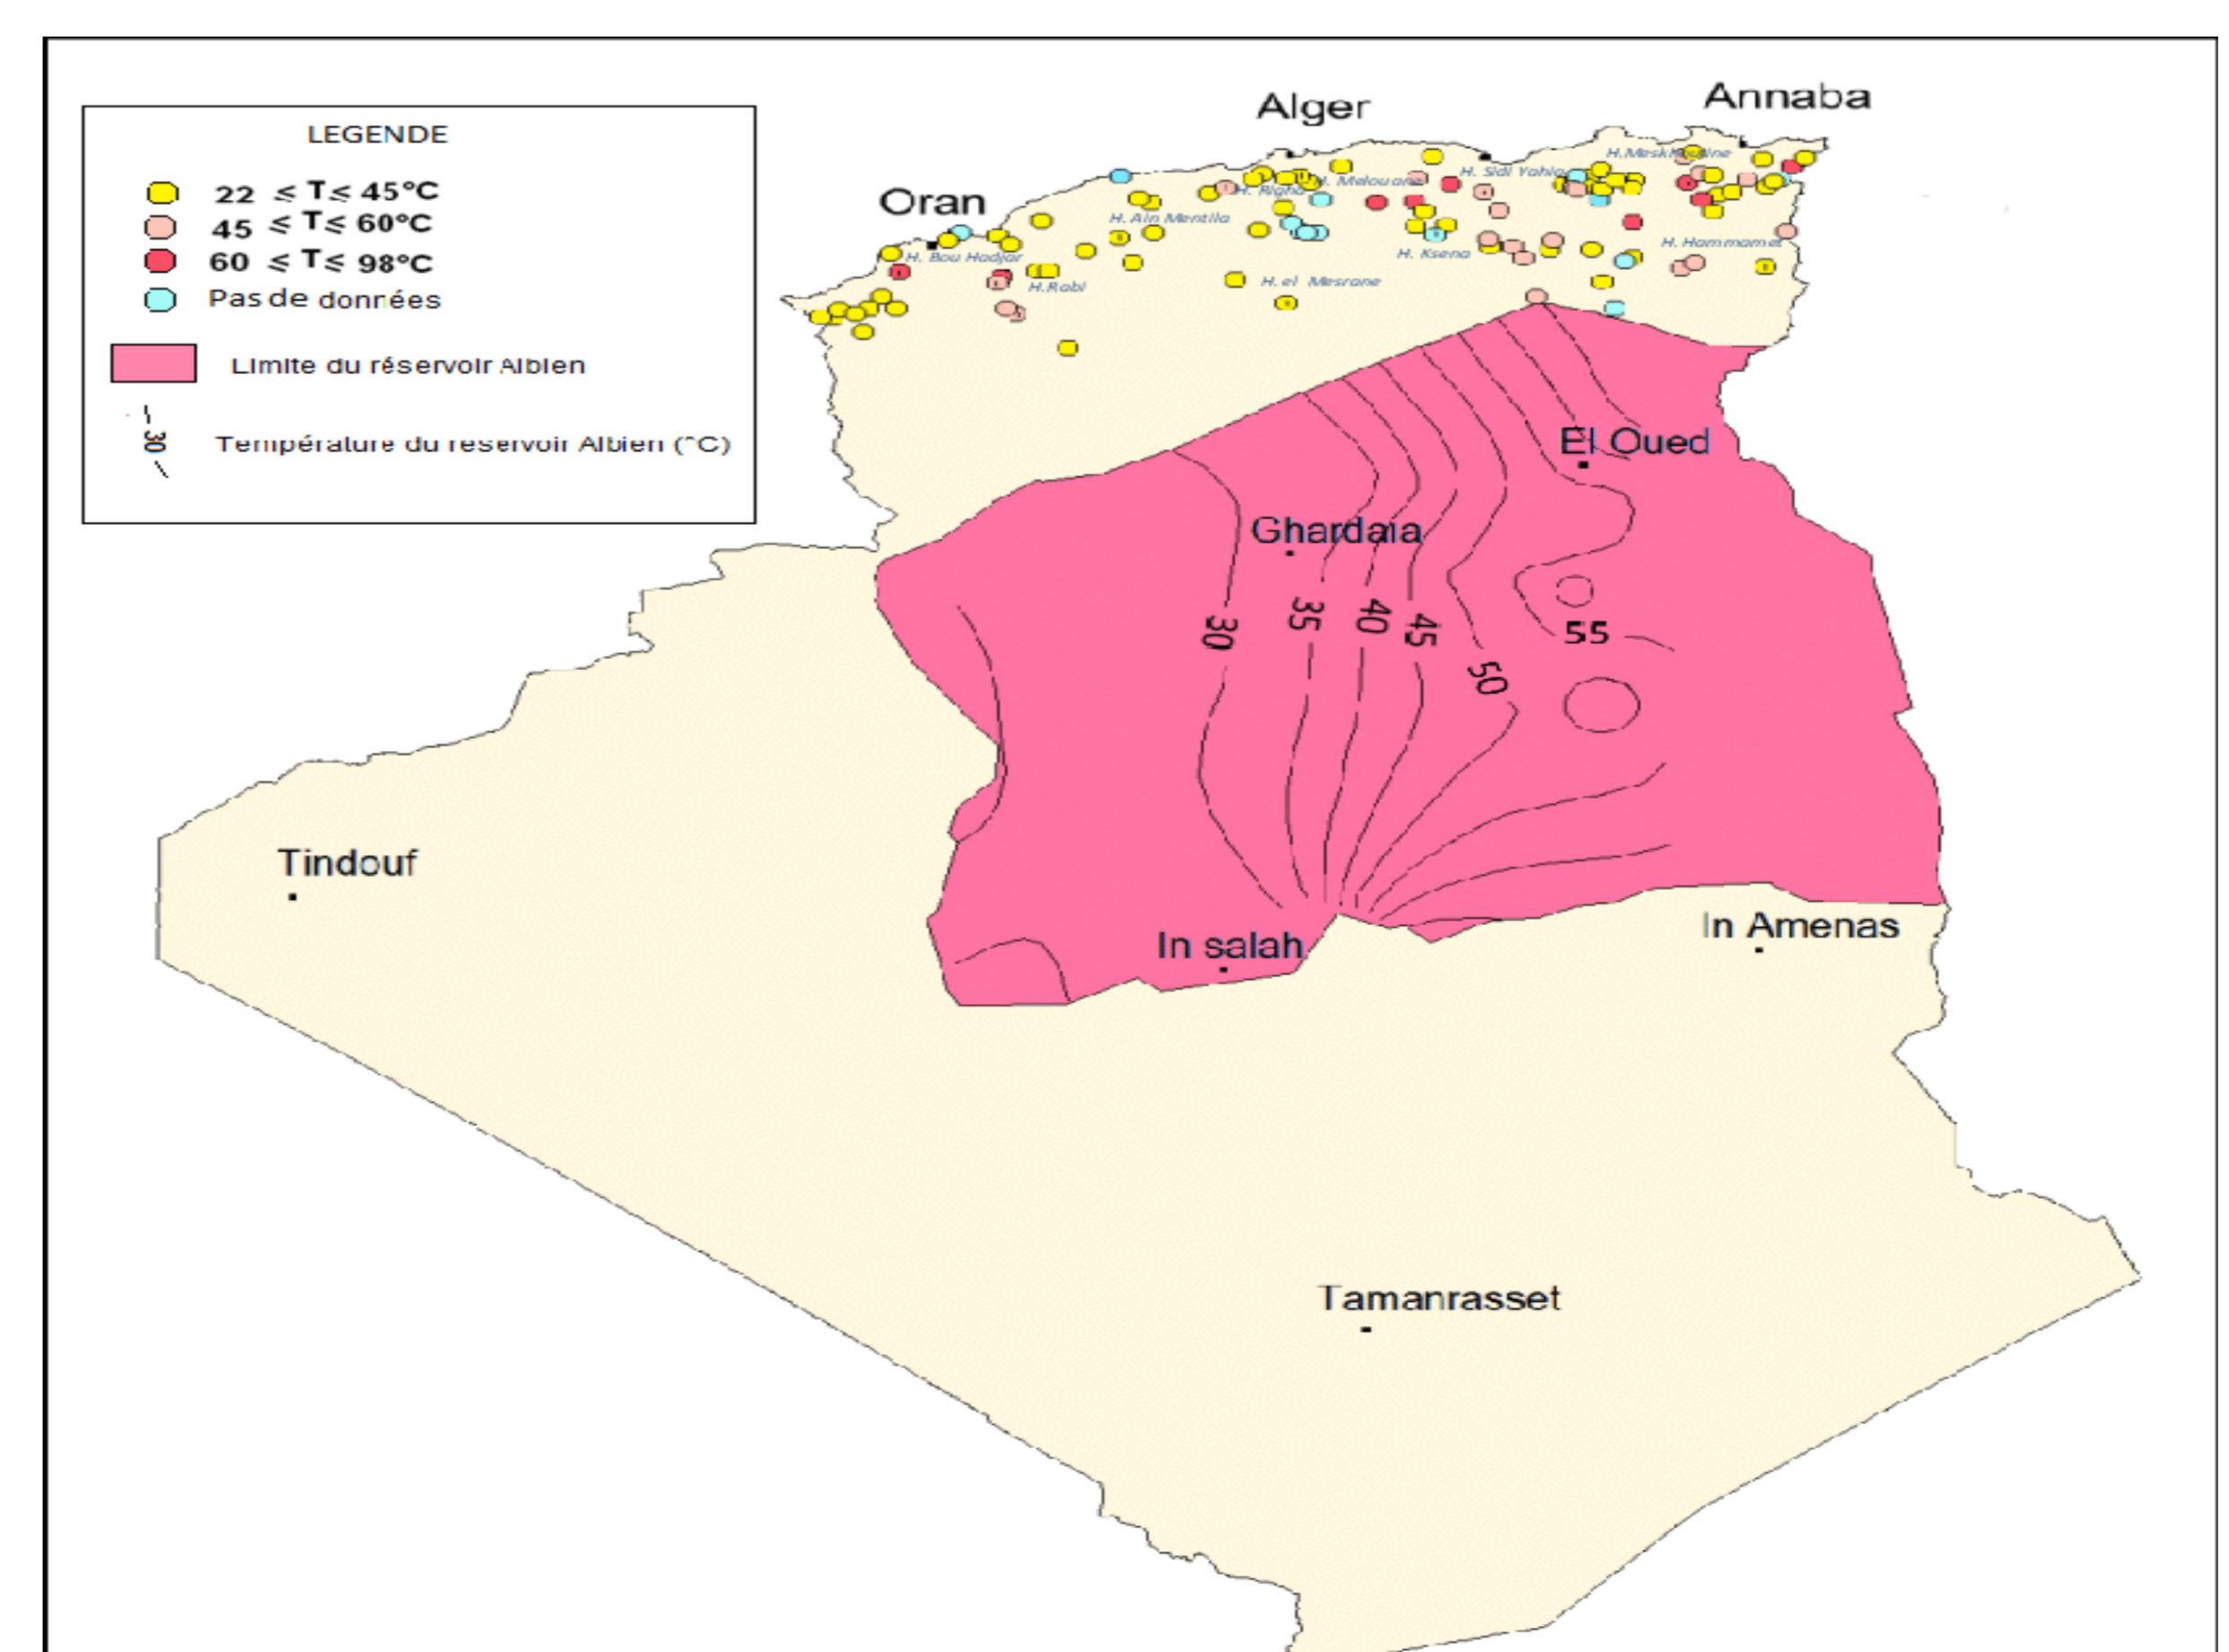 Alger
Annaba
Oran
LEGENDE
22 ≤ T ≤ 45°C
45 ≤ T ≤ 60°C
60 ≤ T ≤ 98°C
Pas de données
Limite du réservoir Albien
30
Température du reservoir Albien (°C)
H. Sidi Yahia
H. Melouane
H. Righa
H. Ain Mentila
H. Bou Hadjar
H. Ksena
H. Hammamet
H. el Mesrane
H.Rabi
El Oued
Ghardaia
30
35
40
45
50
55
Tindouf
In salah
In Amenas
Tamanrasset